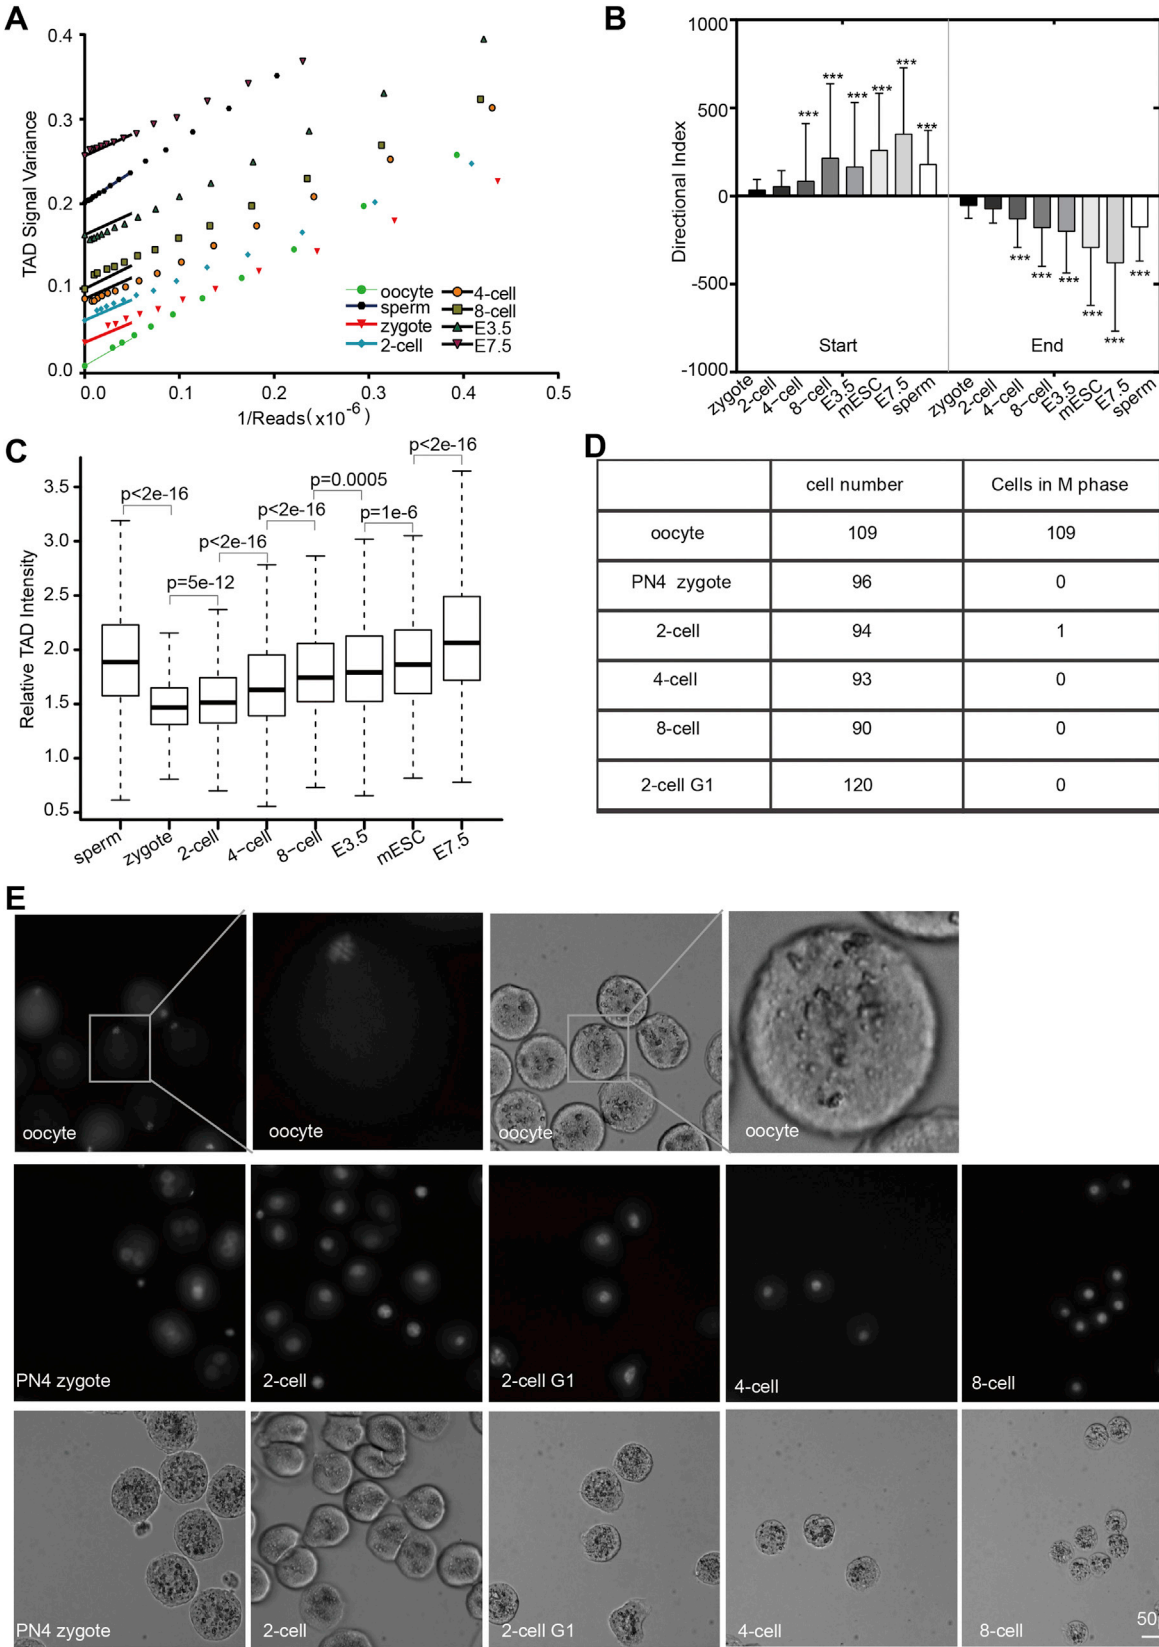 A
TAD Signal Variance
0.4
0.3
0.2
0.1
0.0
0.0 0.1 0.2 0.3 0.4 0.5
1/Reads(x10-6)
oocyte
sperm
zygote
2-cell
4-cell
8-cell
E3.5
E7.5
B
Directional Index
1000
500
0
-500
-1000
*** *** *** *** *** ***
*** *** *** *** *** ***
Start
End
zygote 2-cell 4-cell 8-cell E3.5 mESC E7.5 sperm
zygote 2-cell 4-cell 8-cell E3.5 mESC E7.5 sperm
C
Relative TAD Intensity
3.5
3.0
2.5
2.0
1.5
1.0
0.5
p<2e-16
p=5e-12
p<2e-16
p<2e-16
p=0.0005
p=1e-6
p<2e-16
sperm zygote 2-cell 4-cell 8-cell E3.5 mESC E7.5
D
cell number Cells in M phase
oocyte 109 109
PN4 zygote 96 0
2-cell 94 1
4-cell 93 0
8-cell 90 0
2-cell G1 120 0
E
oocyte
oocyte
oocyte
oocyte
PN4 zygote
2-cell
2-cell G1
4-cell
8-cell
PN4 zygote
2-cell
2-cell G1
4-cell
8-cell
50